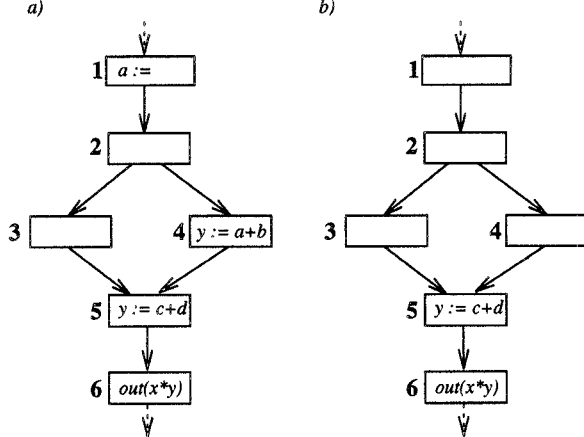 a)
b)
1 a :=
1
2
2
3
4 y := a+b
3
4
5 y := c+d
5 y := c+d
6 out(x*y)
6 out(x*y)